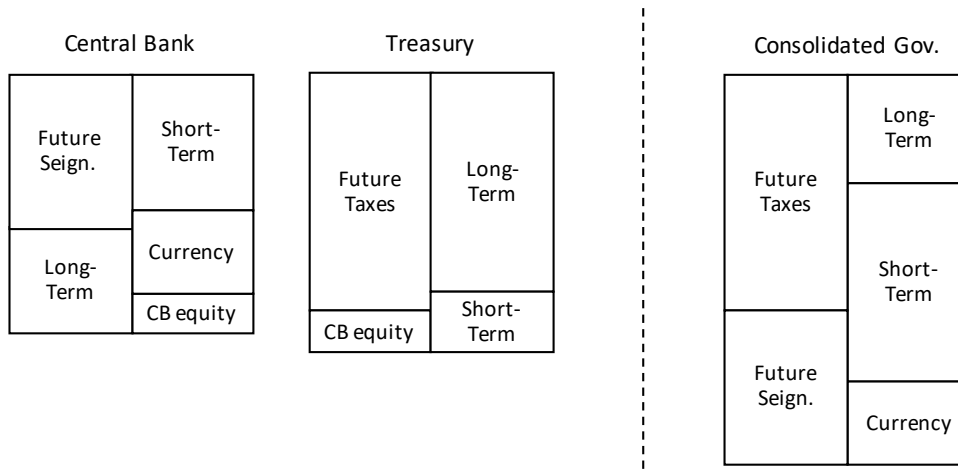 Central Bank
Future
Seign.
Long-
Term
Short-
Term
Currency
CB equity
Treasury
Future
Taxes
CB equity
Long-
Term
Short-
Term
Consolidated Gov.
Future
Taxes
Future
Seign.
Long-
Term
Short-
Term
Currency